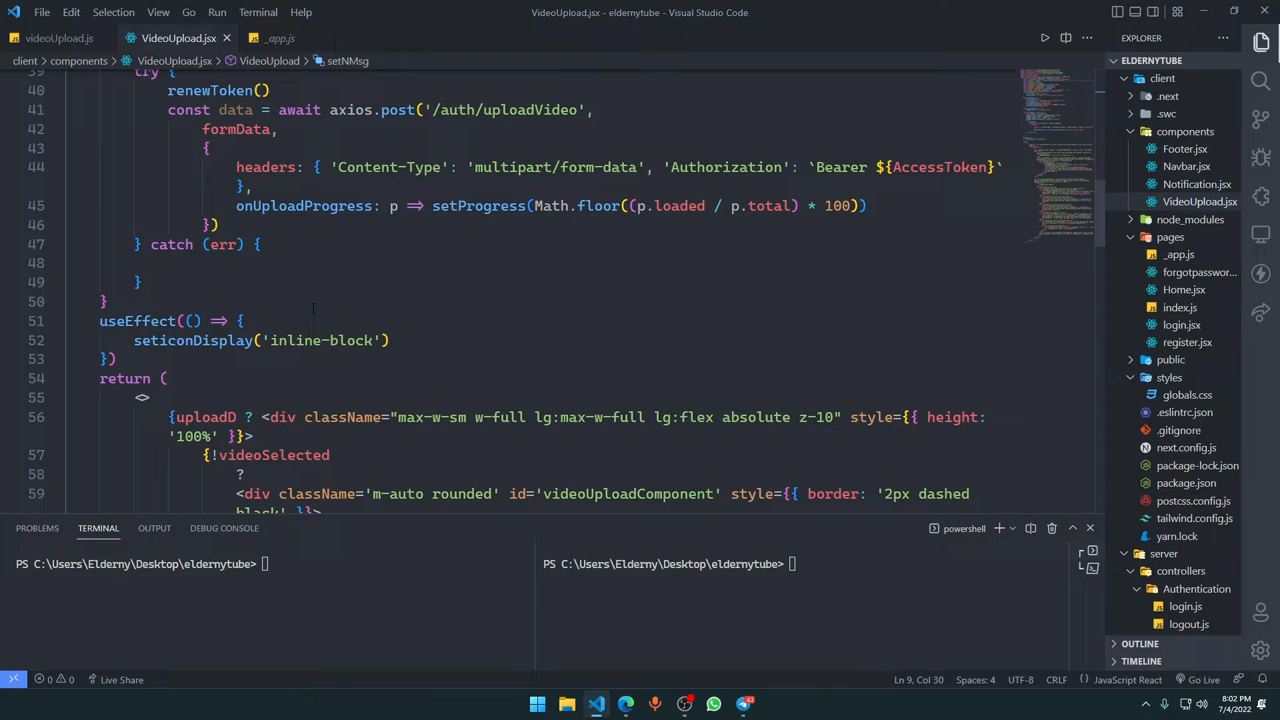 File Edit Selection View Go Run Terminal Help
VideoUpload.jsx - eldernytube - Visual Studio Code
videoUpload.js VideoUpload.jsx _app.js
EXPLORER
client > components > VideoUpload.jsx > VideoUpload > setNMsg
39 try {
40 renewToken()
41 const data = await axios.post('/auth/uploadVideo',
42 formData,
43 {
44 headers: { 'Content-Type': 'multipart/form-data', 'Authorization': `Bearer ${AccessToken}`
},
45 onUploadProgress: p => setProgress(Math.floor((p.loaded / p.total) * 100))
46 })
47 } catch (err) {
48
49 }
50 }
51 useEffect(() => {
52 seticonDisplay('inline-block')
53 })
54 return (
55 <>
56 {uploadD ? <div className="max-w-sm w-full lg:max-w-full lg:flex absolute z-10" style={{ height:
'100%' }}>
57 {!videoSelected
58 ?
59 <div className='m-auto rounded' id='videoUploadComponent' style={{ border: '2px dashed
black' }}>
ELDERNYTUBE
client
.next
.swc
components
Footer.jsx
Navbar.jsx
Notification.jsx
VideoUpload.jsx
node_modules
pages
_app.js
forgotpasswor...
Home.jsx
index.js
login.jsx
register.jsx
public
styles
globals.css
.eslintrc.json
.gitignore
next.config.js
package-lock.json
package.json
postcss.config.js
tailwind.config.js
yarn.lock
server
controllers
Authentication
login.js
logout.js
OUTLINE
TIMELINE
PROBLEMS TERMINAL OUTPUT DEBUG CONSOLE
powershell
PS C:\Users\Elderny\Desktop\eldernytube>
PS C:\Users\Elderny\Desktop\eldernytube>
0 0 Live Share
Ln 9, Col 30 Spaces: 4 UTF-8 CRLF {} JavaScript React Go Live
42
8:02 PM
7/4/2022